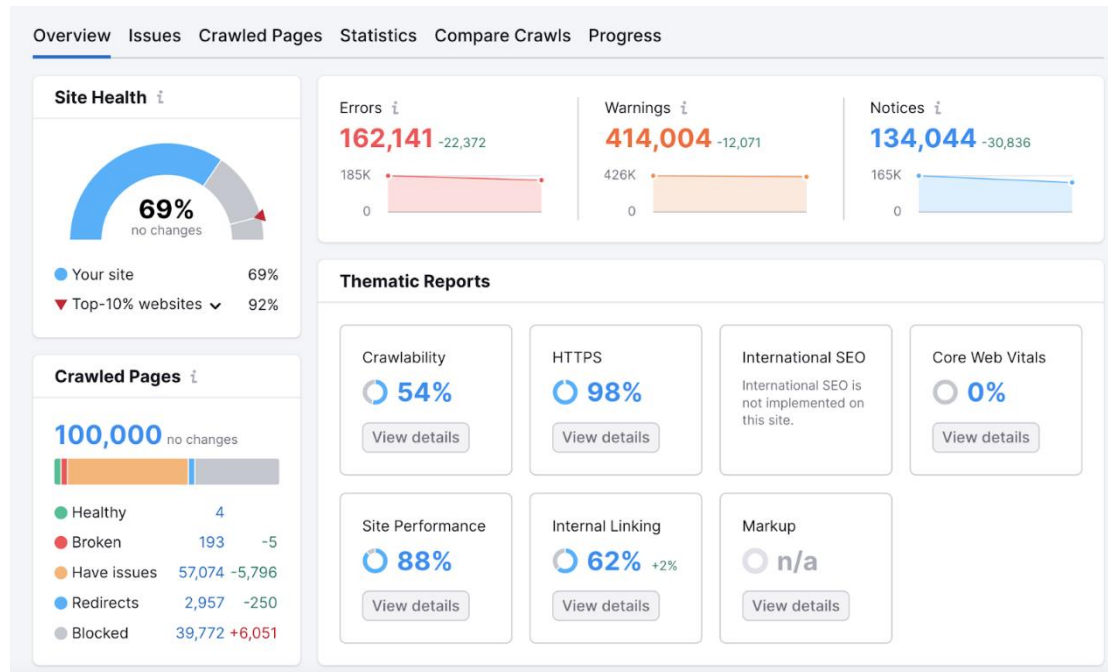 Overview Issues Crawled Pages Statistics Compare Crawls Progress
Site Health i
69%
no changes
Your site 69%
Top-10% websites 92%
Crawled Pages i
100,000 no changes
Healthy 4
Broken 193 -5
Have issues 57,074 -5,796
Redirects 2,957 -250
Blocked 39,772 +6,051
Errors i
162,141 -22,372
185K
0
Warnings i
414,004 -12,071
426K
0
Notices i
134,044 -30,836
165K
0
Thematic Reports
Crawlability
54%
View details
HTTPS
98%
View details
International SEO
International SEO is
not implemented on
this site.
Core Web Vitals
0%
View details
Site Performance
88%
View details
Internal Linking
62% +2%
View details
Markup
n/a
View details